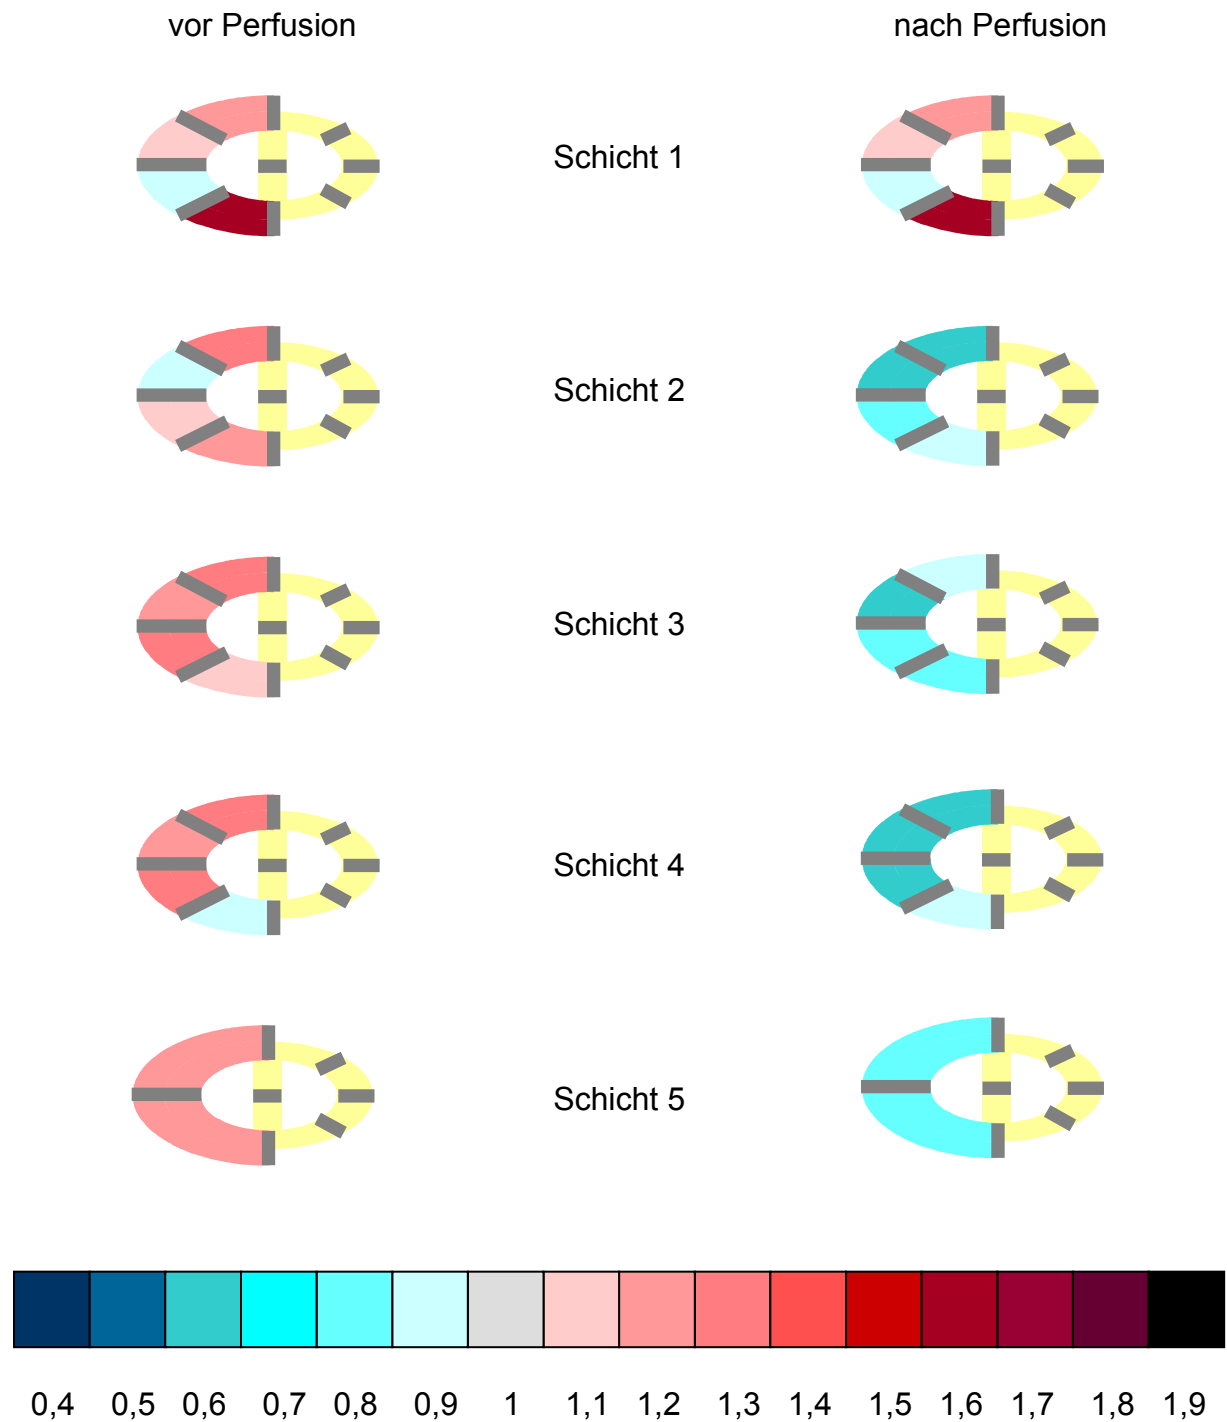 vor Perfusion nach Perfusion
Schicht 1
Schicht 2
Schicht 3
Schicht 4
Schicht 5
0,4 0,5 0,6 0,7 0,8 0,9 1 1,1 1,2 1,3 1,4 1,5 1,6 1,7 1,8 1,9